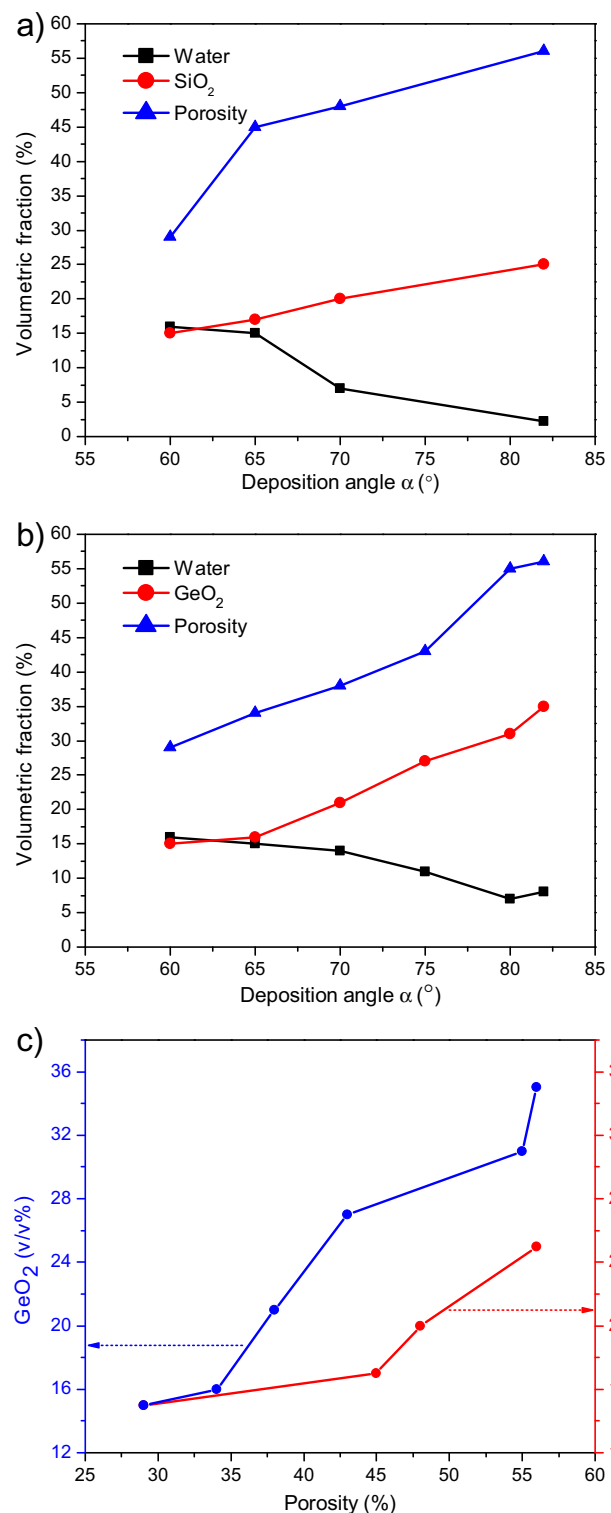 a)
60
55
50
45
40
35
30
25
20
15
10
5
0
Volumetric fraction (%)
Water
SiO2
Porosity
55 60 65 70 75 80 85
Deposition angle α (°)
b)
60
55
50
45
40
35
30
25
20
15
10
5
0
Volumetric fraction (%)
Water
GeO2
Porosity
55 60 65 70 75 80 85
Deposition angle α (°)
c)
36
32
28
24
20
16
12
GeO2 (v/v%)
25 30 35 40 45 50 55 60
Porosity (%)